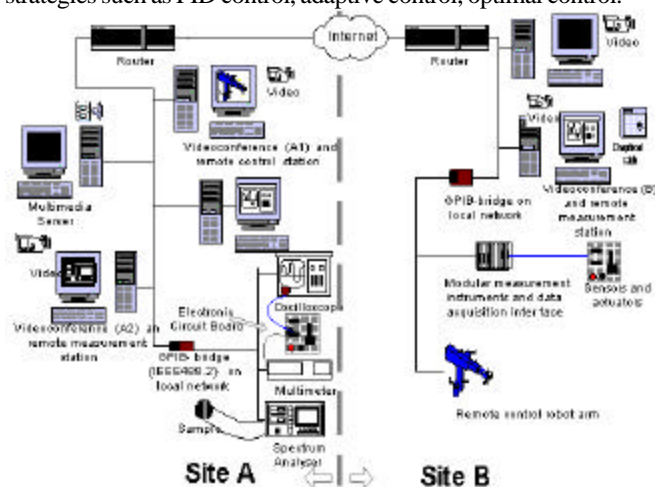 strategies such as PID control, adaptive control, optimal control.
Internet
Router
Router
Video
Video
Videoconference (A1) and
remote control station
Multimedia
Server
Video
Videoconference (A2) an
remote measurement
station
Electronic
Circuit Board
Oscilloscope
GPIB- bridge
(IEEE488.2) on
local network
Multimeter
Sample
Spectrum
Analyser
Site A
Video
GPIB-bridge on
local network
Videoconference (B)
and remote
measurement
station
Modular measurement
instruments and data
acquisition interface
Sensors and
actuators
Remote control robot arm
Site B